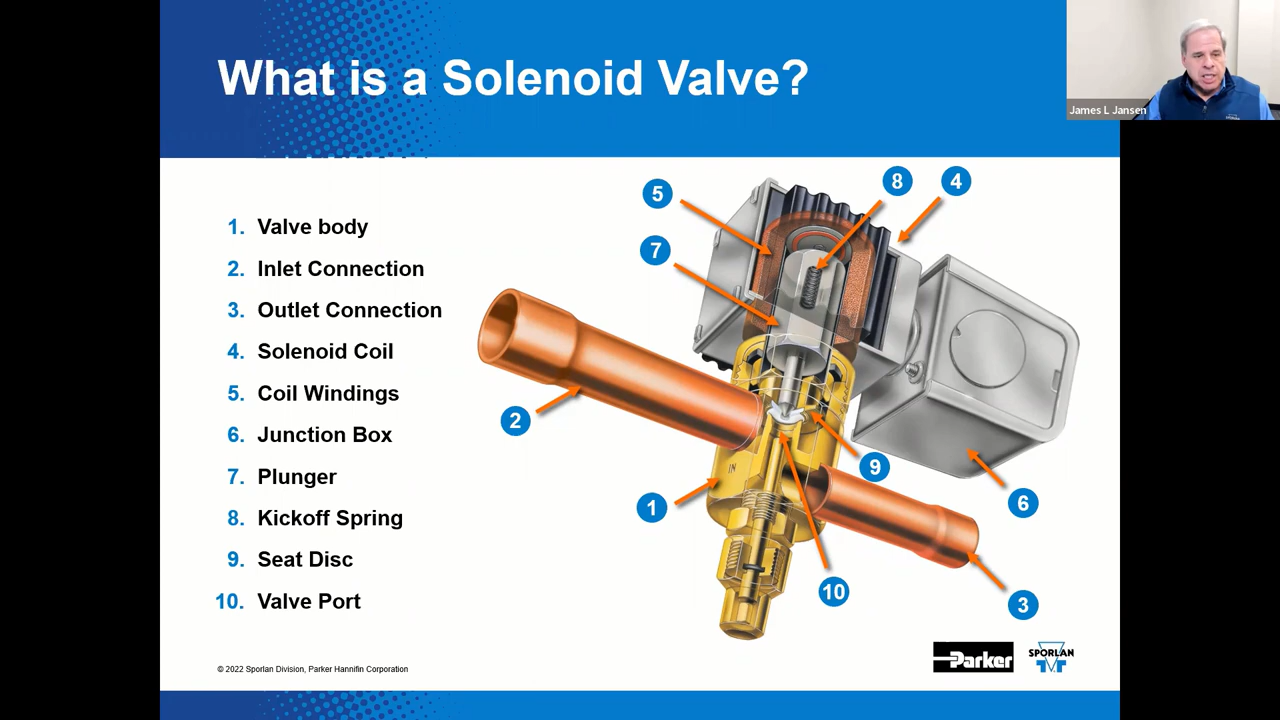 What is a Solenoid Valve?
James L Jansen
1. Valve body
2. Inlet Connection
3. Outlet Connection
4. Solenoid Coil
5. Coil Windings
6. Junction Box
7. Plunger
8. Kickoff Spring
9. Seat Disc
10. Valve Port
5
8
4
7
2
IN
9
1
6
10
3
© 2022 Sporlan Division, Parker Hannifin Corporation
Parker
SPORLAN